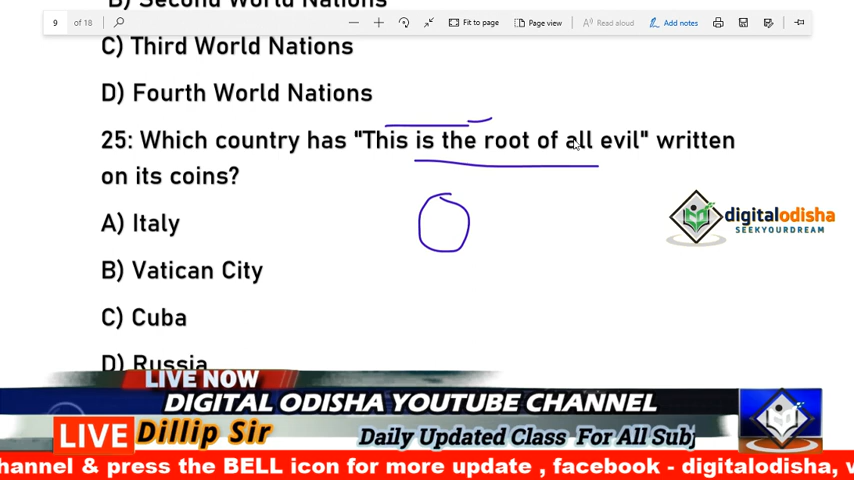 B) Second World Nations
9 of 18
Fit to page
Page view
Read aloud
Add notes
C) Third World Nations
D) Fourth World Nations
25: Which country has "This is the root of all evil" written
on its coins?
A) Italy
digitalodisha
SEEKYOURDREAM
B) Vatican City
C) Cuba
D) Russia
LIVE NOW
DIGITAL ODISHA YOUTUBE CHANNEL
LIVE Dillip Sir
Daily Updated Class For All Subj
hannel & press the BELL icon for more update , facebook - digitalodisha, w